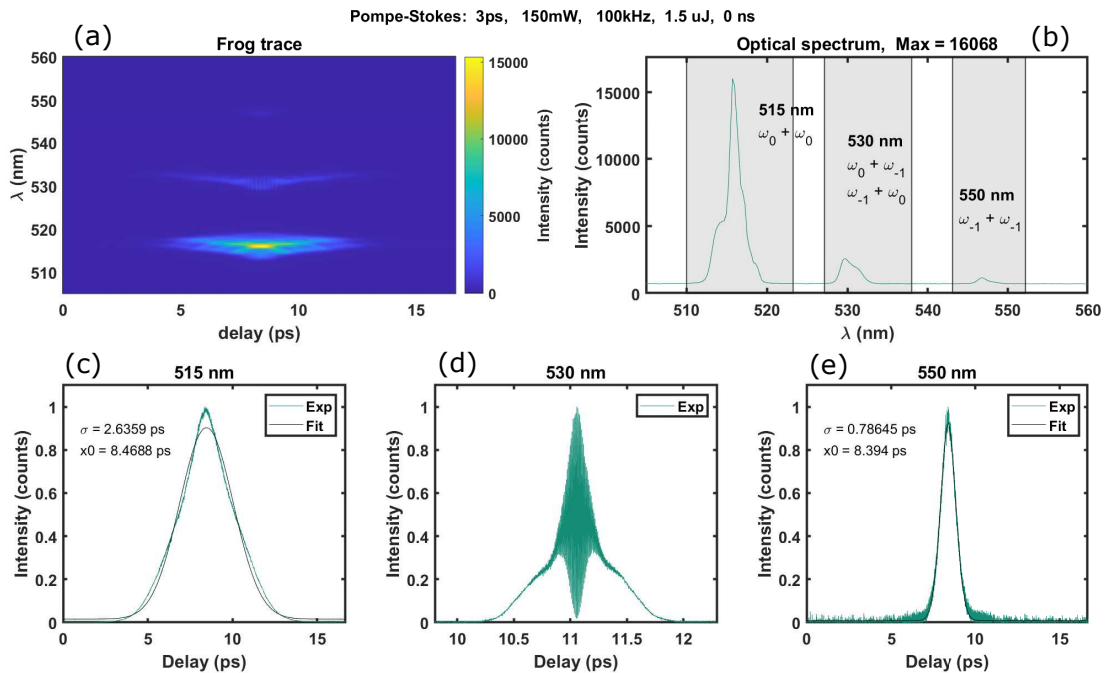 Pompe-Stokes: 3ps, 150mW, 100kHz, 1.5 uJ, 0 ns
(a)
Frog trace
560
550
540
530
520
510
λ (nm)
0
5
10
15
delay (ps)
15000
10000
5000
0
Intensity (counts)
(b)
Optical spectrum, Max = 16068
15000
10000
5000
0
Intensity (counts)
515 nm
ω₀ + ω₀
530 nm
ω₀ + ω₋₁
ω₋₁ + ω₀
550 nm
ω₋₁ + ω₋₁
510
520
530
540
550
560
λ (nm)
(c)
515 nm
1
0.8
0.6
0.4
0.2
0
Intensity (counts)
σ = 2.6359 ps
x0 = 8.4688 ps
Exp
Fit
0
5
10
15
Delay (ps)
(d)
530 nm
1
0.8
0.6
0.4
0.2
0
Intensity (counts)
Exp
10
10.5
11
11.5
12
Delay (ps)
(e)
550 nm
1
0.8
0.6
0.4
0.2
0
Intensity (counts)
σ = 0.78645 ps
x0 = 8.394 ps
Exp
Fit
0
5
10
15
Delay (ps)